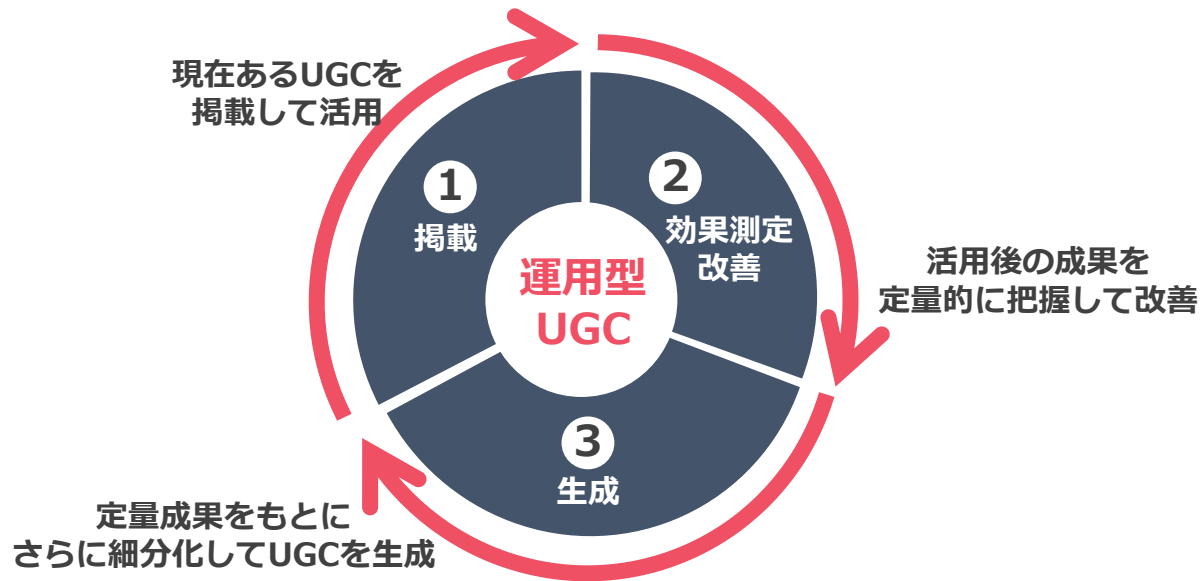 現在あるUGCを
掲載して活用
1
掲載
2
効果測定
改善
運用型
UGC
活用後の成果を
定量的に把握して改善
3
生成
定量成果をもとに
さらに細分化してUGCを生成